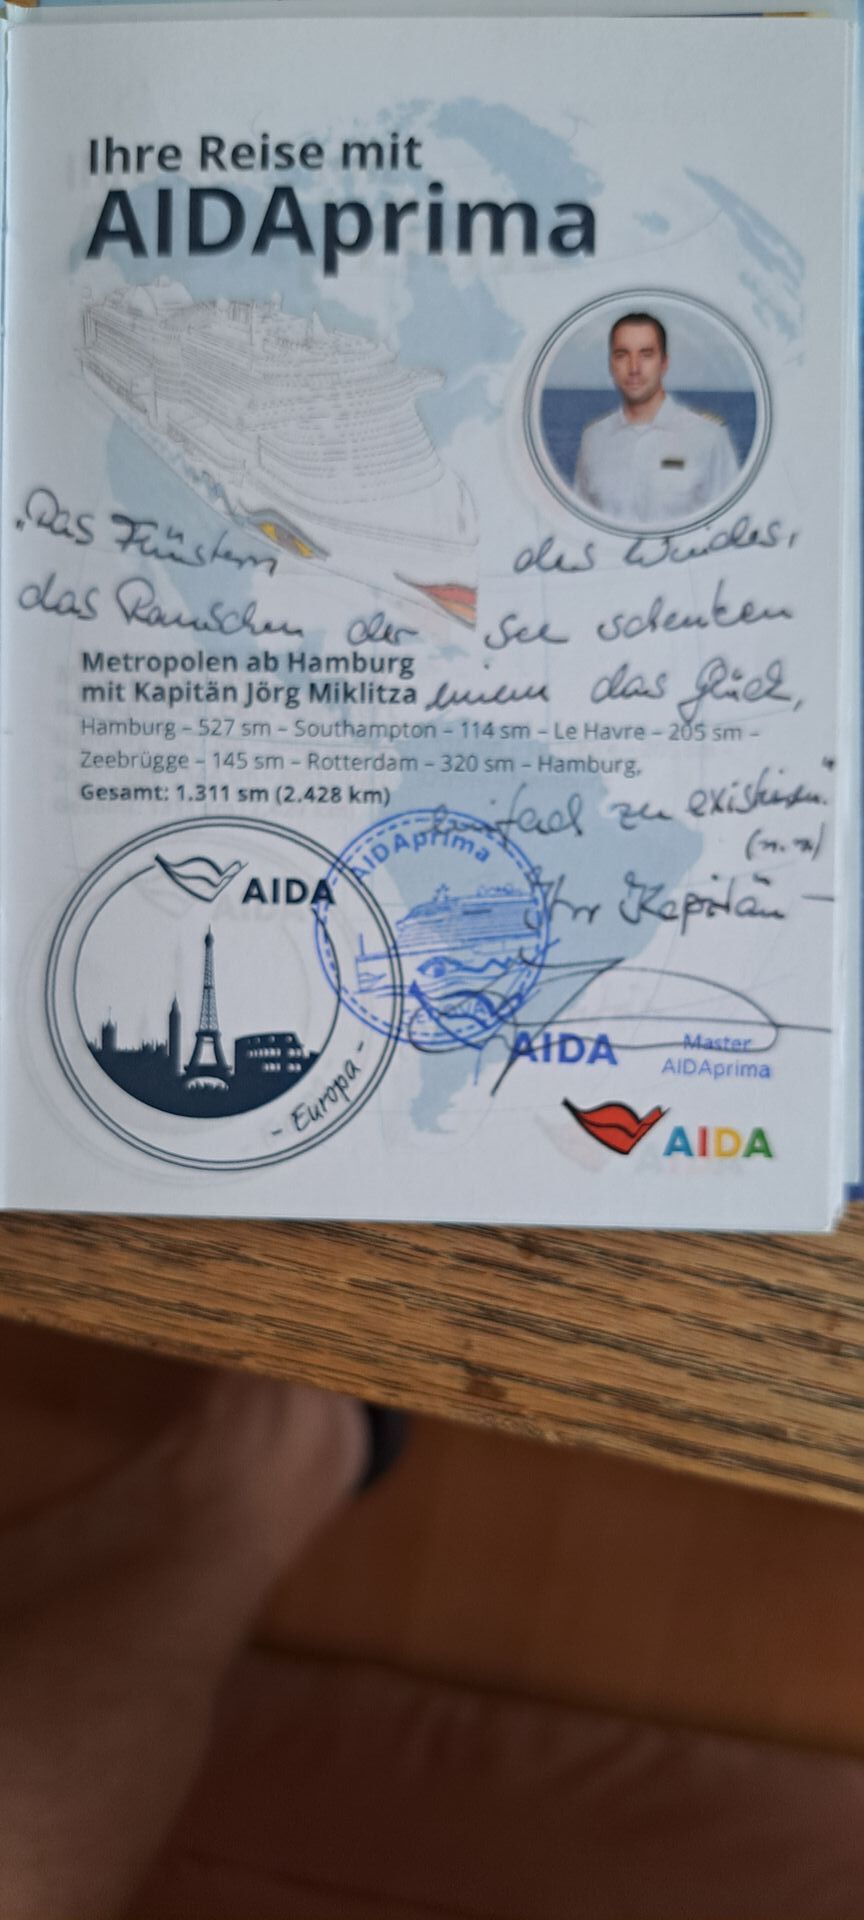 Ihre Reise mit
AIDAprima
„Das Flüstern des Windes,
das Rauschen der See schenken
Metropolen ab Hamburg
mit Kapitän Jörg Miklitza
einem das Glück,
Hamburg – 527 sm – Southampton – 114 sm – Le Havre – 205 sm –
Zeebrügge – 145 sm – Rotterdam – 320 sm – Hamburg,
Gesamt: 1.311 sm (2.428 km)
einfach zu existieren."
(n.n)
Ihr Kapitän
AIDAprima
AIDA
- Europa -
AIDA
Master
AIDAprima
AIDA